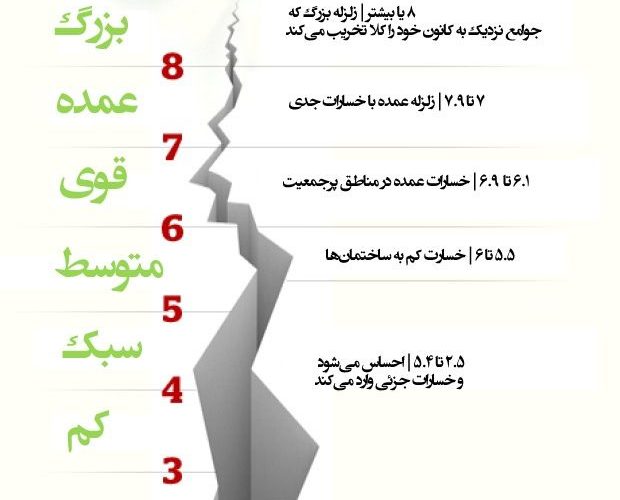 بزرگ
۸ یا بیشتر | زلزله بزرگ که
جوامع نزدیک به کانون خود را کلا تخریب می‌کند
8
عمده
۷ تا ۷.۹ | زلزله عمده با خسارات جدی
7
قوی
۶.۱ تا ۶.۹ | خسارات عمده در مناطق پرجمعیت
6
متوسط
۵.۵ تا ۶ | خسارت کم به ساختمان‌ها
5
سبک
۲.۵ تا ۵.۴ | احساس می‌شود
و خسارات جزئی وارد می‌کند
4
کم
3